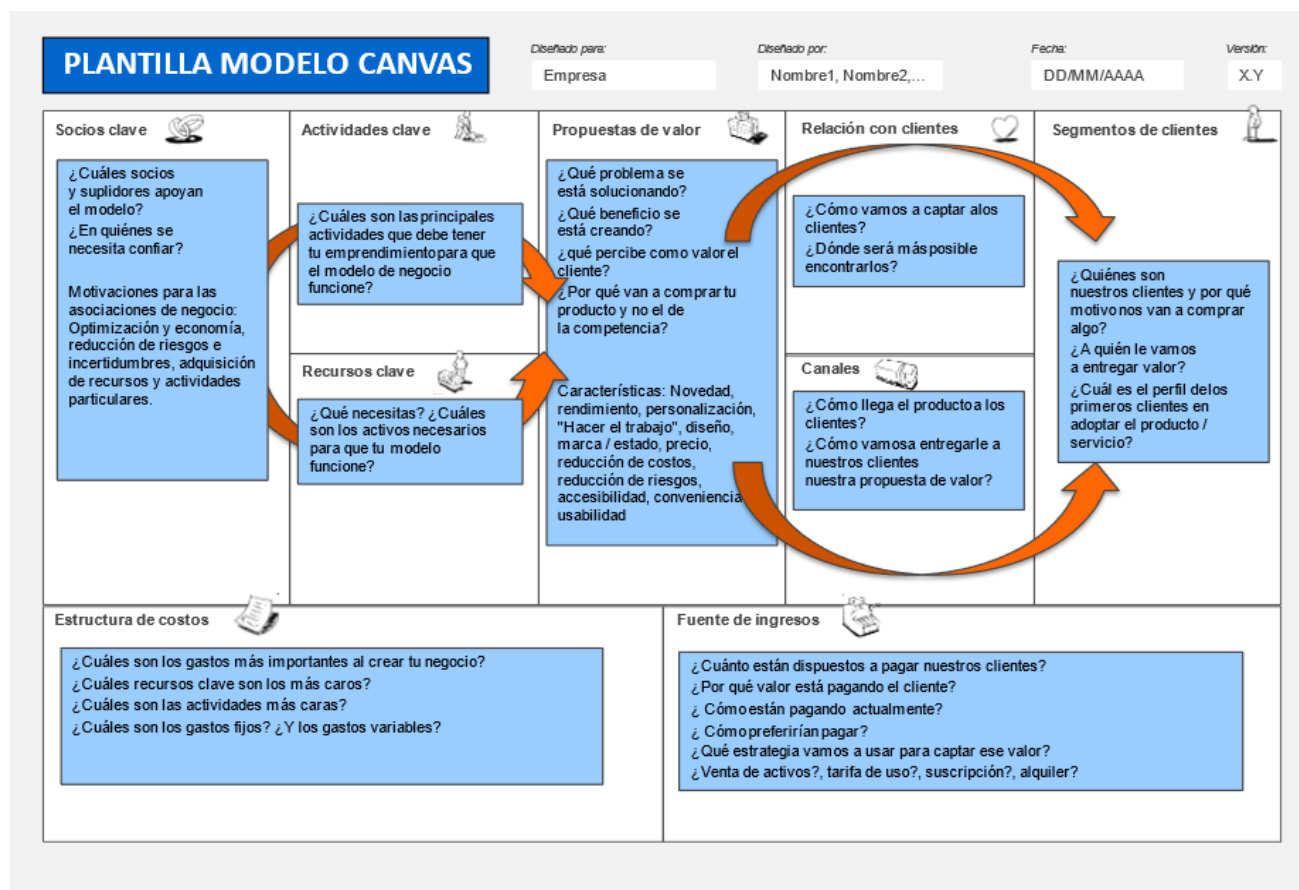 PLANTILLA MODELO CANVAS
Diseñado para:
Empresa
Diseñado por:
Nombre1, Nombre2,...
Fecha:
DD/MM/AAAA
Versión:
X.Y
Socios clave
¿Cuáles socios
y suplidores apoyan
el modelo?
¿En quiénes se
necesita confiar?
Motivaciones para las
asociaciones de negocio:
Optimización y economía,
reducción de riesgos e
incertidumbres, adquisición
de recursos y actividades
particulares.
Actividades clave
¿Cuáles son las principales
actividades que debe tener
tu emprendimiento para que
el modelo de negocio
funcione?
Recursos clave
¿Qué necesitas? ¿Cuáles
son los activos necesarios
para que tu modelo
funcione?
Propuestas de valor
¿Qué problema se
está solucionando?
¿Qué beneficio se
está creando?
¿qué percibe como valor el
cliente?
¿Por qué van a comprar tu
producto y no el de
la competencia?
Características: Novedad,
rendimiento, personalización,
"Hacer el trabajo", diseño,
marca / estado, precio,
reducción de costos,
reducción de riesgos,
accesibilidad, conveniencia
usabilidad
Relación con clientes
¿Cómo vamos a captar alos
clientes?
¿Dónde será más posible
encontrarlos?
Canales
¿Cómo llega el producto a los
clientes?
¿Cómo vamos a entregarle a
nuestros clientes
nuestra propuesta de valor?
Segmentos de clientes
¿Quiénes son
nuestros clientes y por qué
motivo nos van a comprar
algo?
¿A quién le vamos
a entregar valor?
¿Cuál es el perfil de los
primeros clientes en
adoptar el producto /
servicio?
Estructura de costos
¿Cuáles son los gastos más importantes al crear tu negocio?
¿Cuáles recursos clave son los más caros?
¿Cuáles son las actividades más caras?
¿Cuáles son los gastos fijos? ¿Y los gastos variables?
Fuente de ingresos
¿Cuánto están dispuestos a pagar nuestros clientes?
¿Por qué valor está pagando el cliente?
¿ Cómo están pagando actualmente?
¿ Cómo preferirían pagar?
¿Qué estrategia vamos a usar para captar ese valor?
¿Venta de activos?, tarifa de uso?, suscripción?, alquiler?